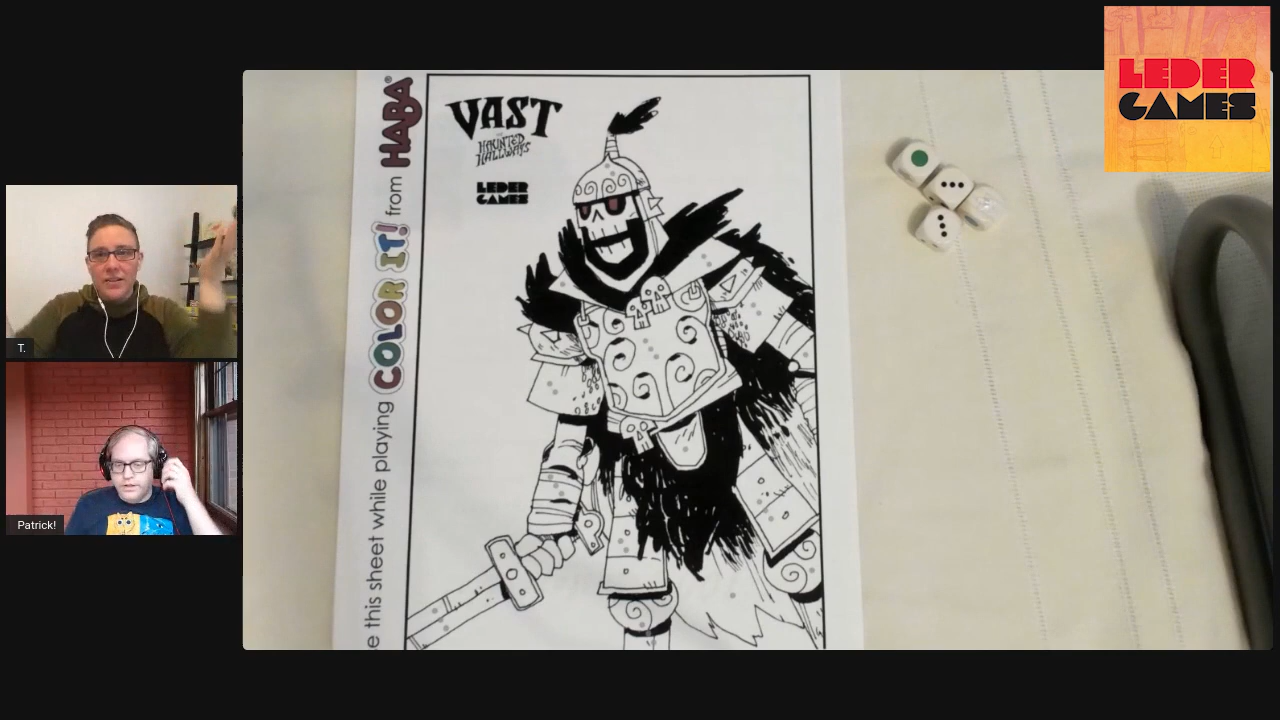 LEDER
GAMES
VAST
HAUNTED
HALLWAYS
LEDER
GAMES
e this sheet while playing COLOR IT! from HABA®
T.
Patrick!